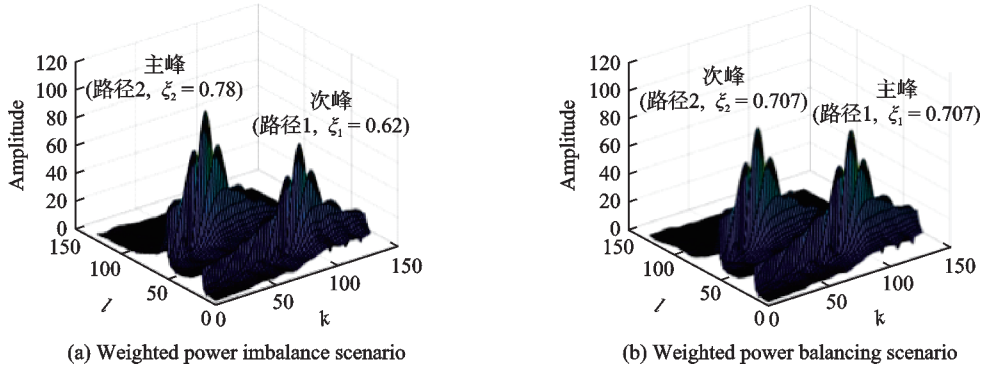 120
100
80
60
40
20
0
Amplitude
主峰
(路径2, ξ₂ = 0.78)
次峰
(路径1, ξ₁ = 0.62)
150
100
50
0
l
0
50
100
150
k
(a) Weighted power imbalance scenario
120
100
80
60
40
20
0
Amplitude
次峰
(路径2, ξ₂ = 0.707)
主峰
(路径1, ξ₁ = 0.707)
150
100
50
0
l
0
50
100
150
k
(b) Weighted power balancing scenario